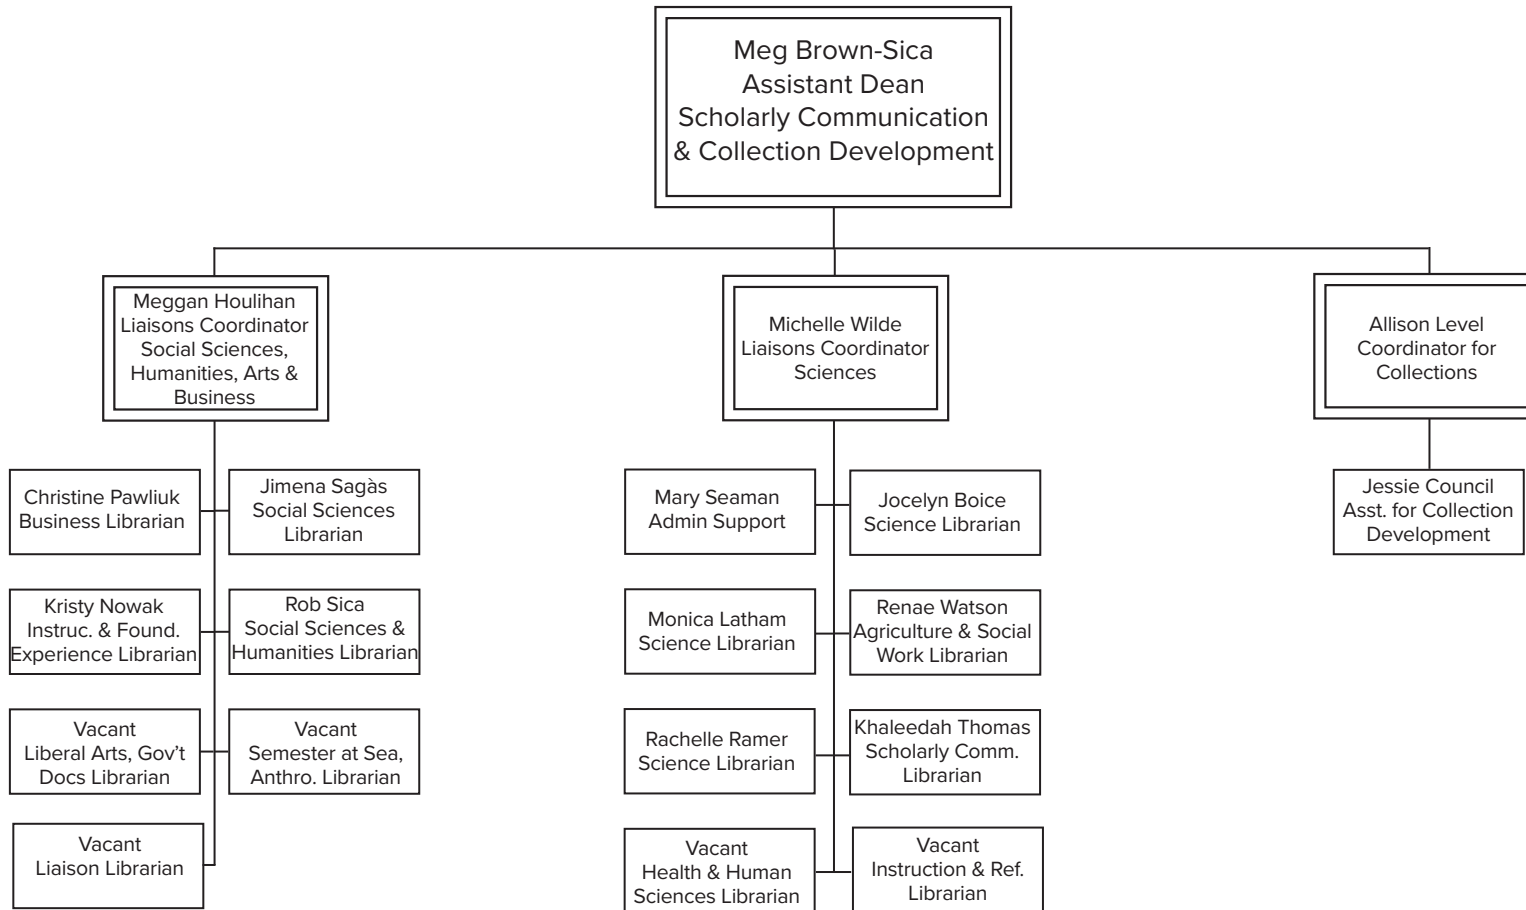 Meg Brown-Sica
Assistant Dean
Scholarly Communication
& Collection Development
Meggan Houlihan
Liaisons Coordinator
Social Sciences,
Humanities, Arts &
Business
Michelle Wilde
Liaisons Coordinator
Sciences
Allison Level
Coordinator for
Collections
Christine Pawliuk
Business Librarian
Jimena Sagàs
Social Sciences
Librarian
Mary Seaman
Admin Support
Jocelyn Boice
Science Librarian
Jessie Council
Asst. for Collection
Development
Kristy Nowak
Instruc. & Found.
Experience Librarian
Rob Sica
Social Sciences &
Humanities Librarian
Monica Latham
Science Librarian
Renae Watson
Agriculture & Social
Work Librarian
Vacant
Liberal Arts, Gov’t
Docs Librarian
Vacant
Semester at Sea,
Anthro. Librarian
Rachelle Ramer
Science Librarian
Khaleedah Thomas
Scholarly Comm.
Librarian
Vacant
Liaison Librarian
Vacant
Health & Human
Sciences Librarian
Vacant
Instruction & Ref.
Librarian